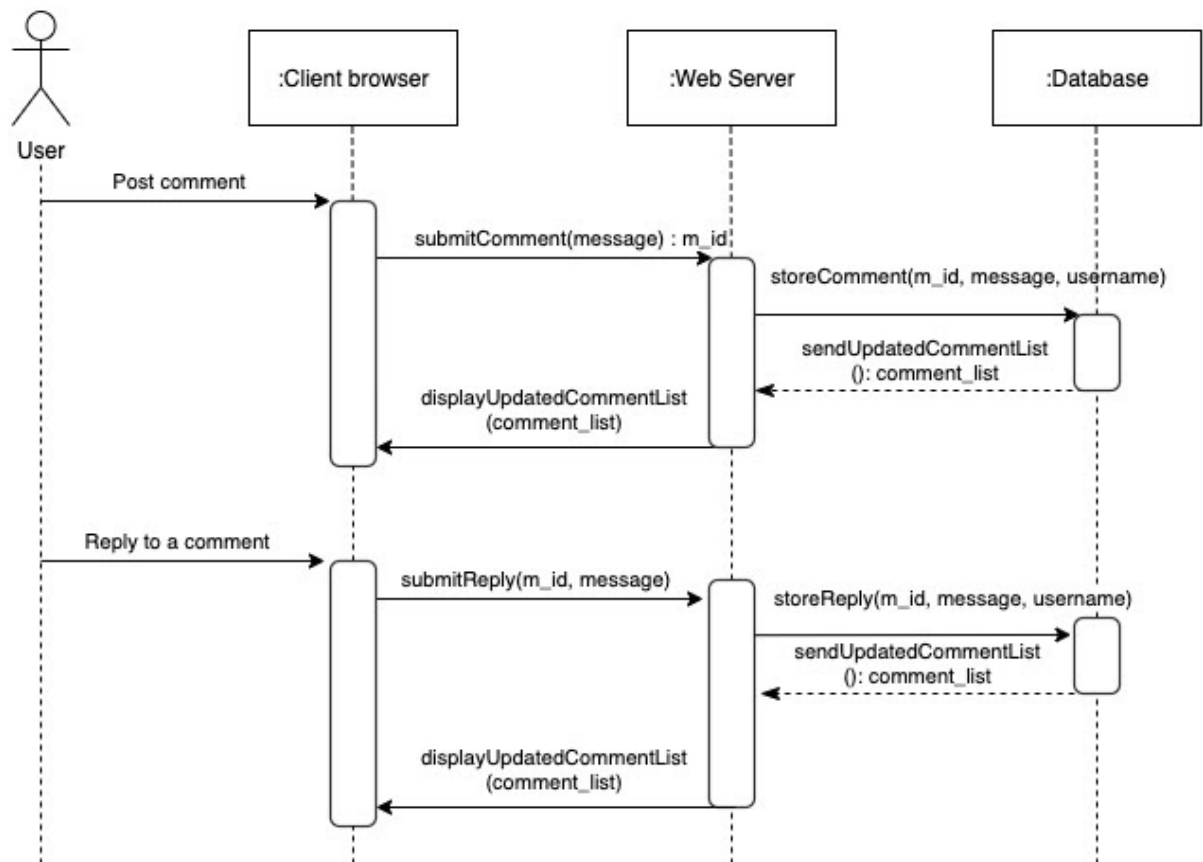 :Client browser
:Web Server
:Database
User
Post comment
submitComment(message) : m_id
storeComment(m_id, message, username)
sendUpdatedCommentList
(): comment_list
displayUpdatedCommentList
(comment_list)
Reply to a comment
submitReply(m_id, message)
storeReply(m_id, message, username)
sendUpdatedCommentList
(): comment_list
displayUpdatedCommentList
(comment_list)